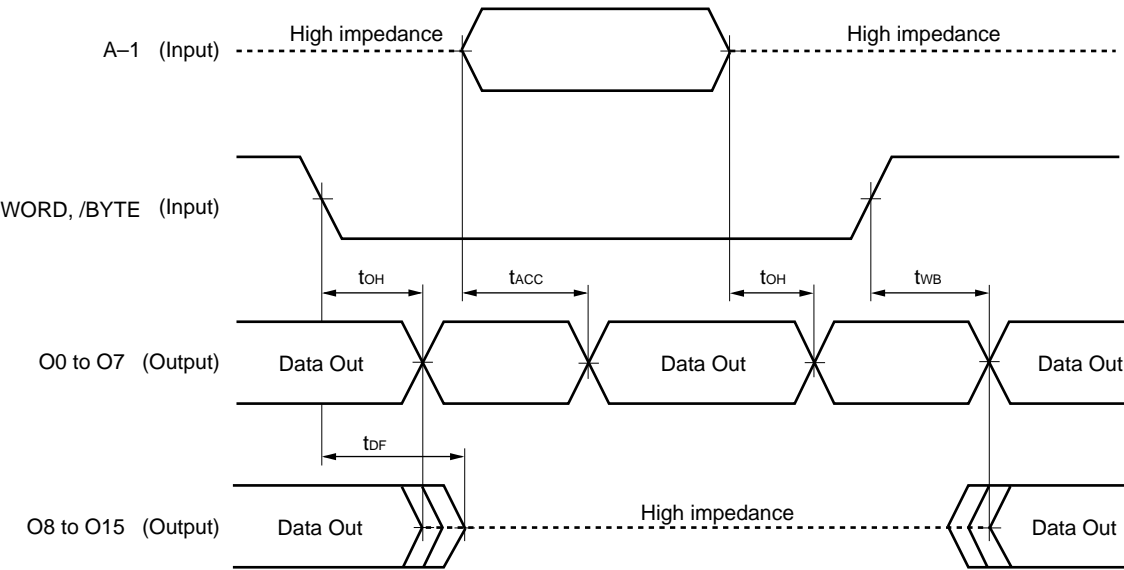 A–1 (Input) High impedance High impedance
WORD, /BYTE (Input)
tOH tACC tOH tWB
O0 to O7 (Output) Data Out Data Out Data Out
tDF
O8 to O15 (Output) Data Out High impedance Data Out